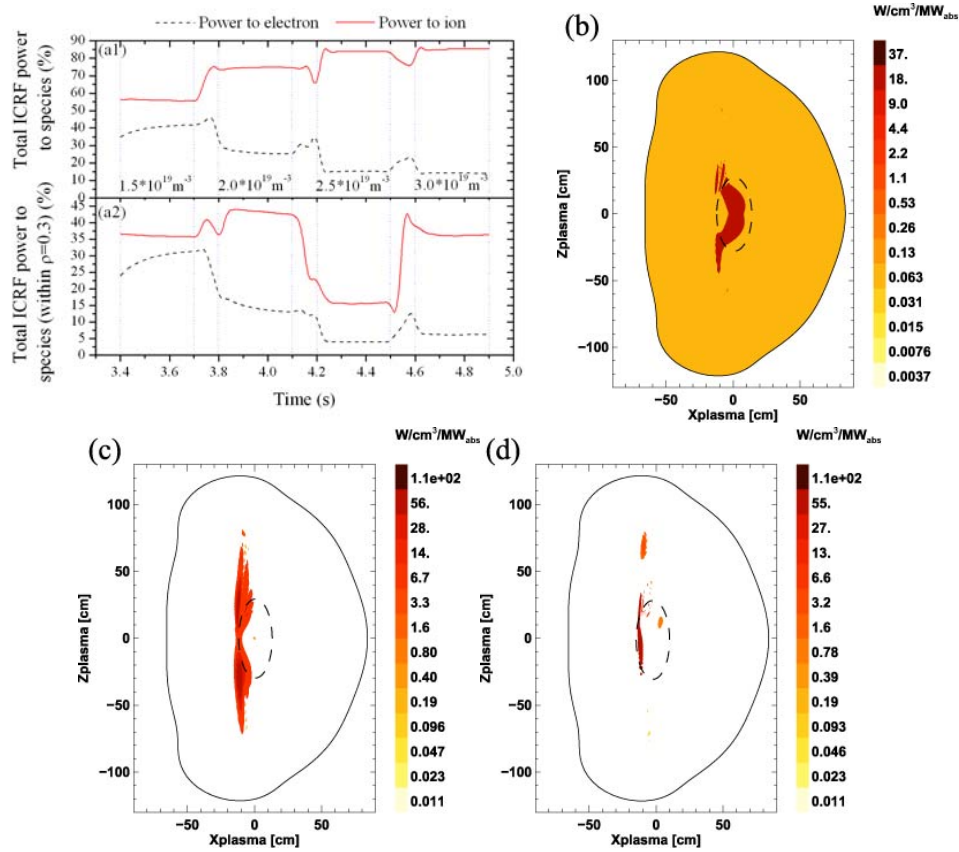 Power to electron Power to ion
(a1)
Total ICRF power
to species (%)
90
80
70
60
50
40
30
20
10
0
1.5*10¹⁹m⁻³ 2.0*10¹⁹m⁻³ 2.5*10¹⁹m⁻³ 3.0*10¹⁹m⁻³
(a2)
Total ICRF power to
species (within ρ=0.3) (%)
45
40
35
30
25
20
15
10
5
0
3.4 3.6 3.8 4.0 4.2 4.4 4.6 4.8 5.0
Time (s)
(b)
W/cm³/MWabs
37.
18.
9.0
4.4
2.2
1.1
0.53
0.26
0.13
0.063
0.031
0.015
0.0076
0.0037
Zplasma [cm]
100
50
0
−50
−100
−50 0 50
Xplasma [cm]
(c)
W/cm³/MWabs
1.1e+02
56.
28.
14.
6.7
3.3
1.6
0.80
0.40
0.19
0.096
0.047
0.023
0.011
Zplasma [cm]
100
50
0
−50
−100
−50 0 50
Xplasma [cm]
(d)
W/cm³/MWabs
1.1e+02
55.
28.
14.
6.6
3.2
1.6
0.78
0.39
0.19
0.093
0.046
0.023
0.011
Zplasma [cm]
100
50
0
−50
−100
−50 0 50
Xplasma [cm]